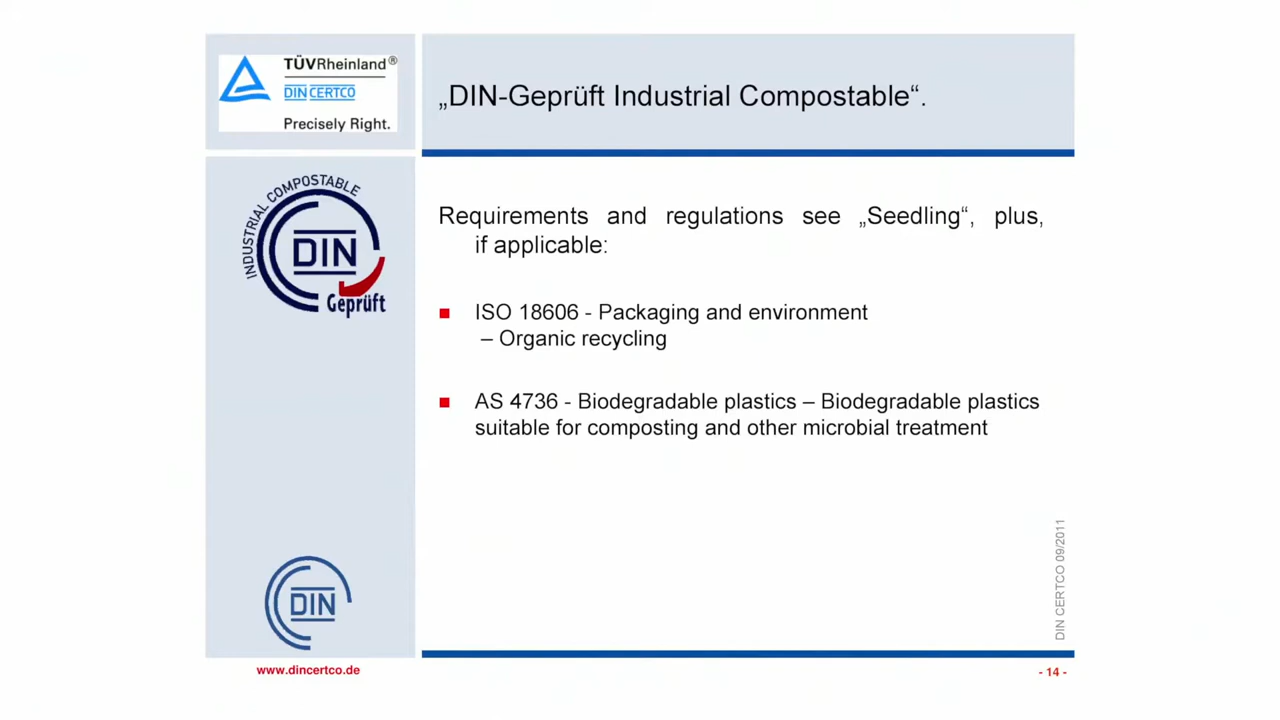 TÜVRheinland®
DIN CERTCO
Precisely Right.
„DIN-Geprüft Industrial Compostable“.
INDUSTRIAL COMPOSTABLE
DIN
Geprüft
Requirements and regulations see „Seedling“, plus,
if applicable:
ISO 18606 - Packaging and environment
– Organic recycling
AS 4736 - Biodegradable plastics – Biodegradable plastics
suitable for composting and other microbial treatment
DIN CERTCO 09/2011
DIN
www.dincertco.de
- 14 -